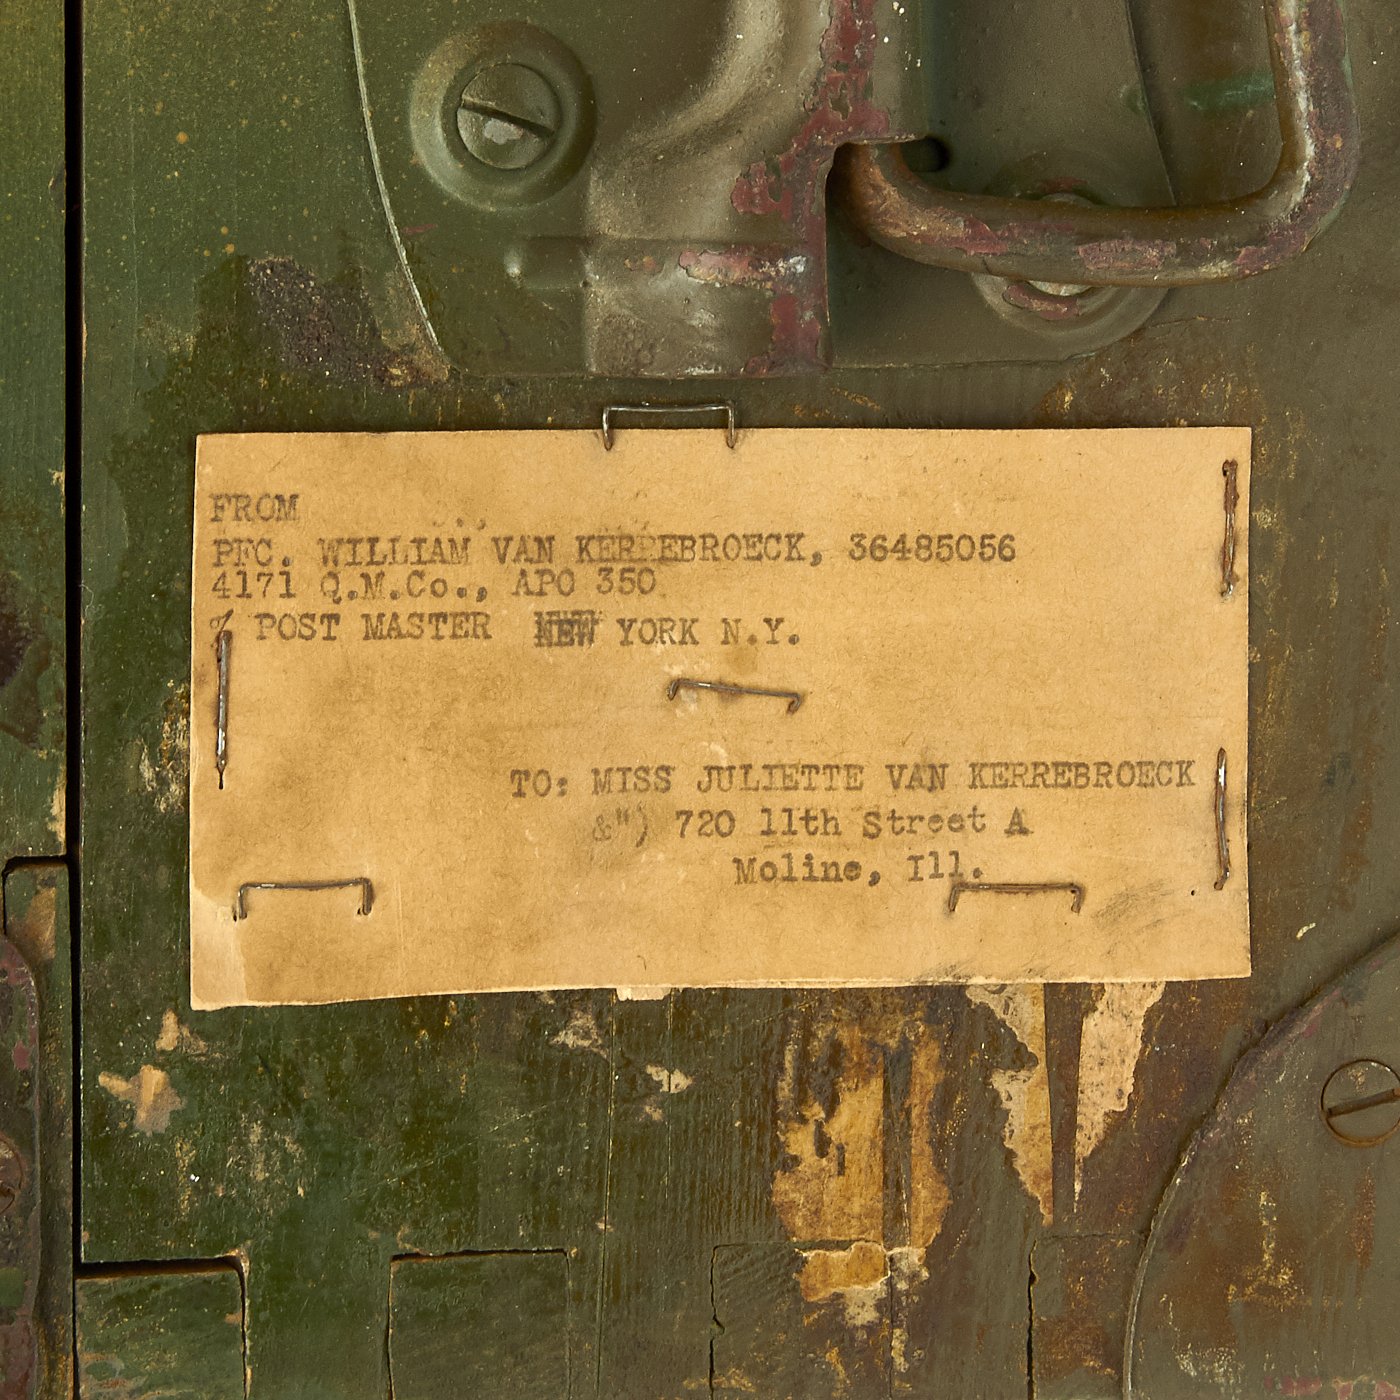 FROM
PFC. WILLIAM VAN KERREBROECK, 36485056
4171 Q.M.Co., APO 350
% POST MASTER NEW YORK N.Y.
TO: MISS JULIETTE VAN KERREBROECK
&") 720 11th Street A
Moline, Ill.